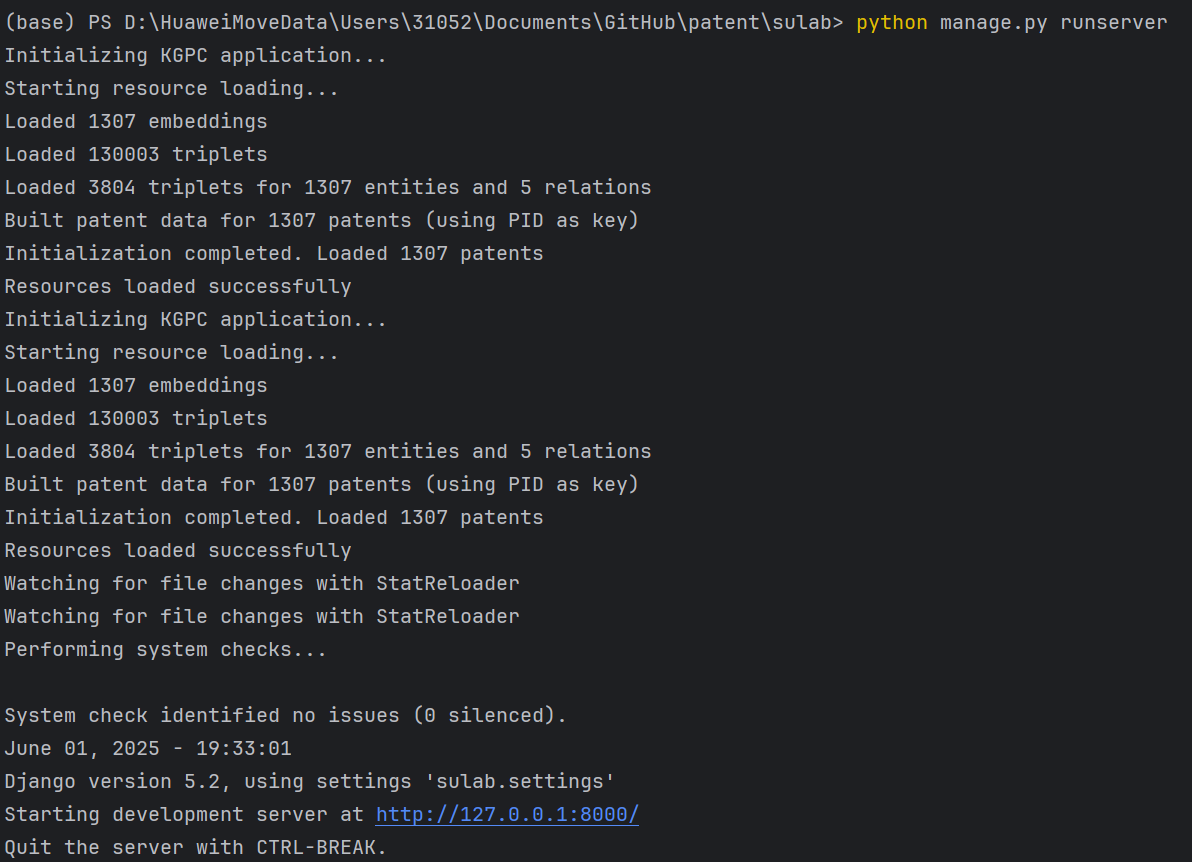 (base) PS D:\HuaweiMoveData\Users\31052\Documents\GitHub\patent\sulab> python manage.py runserver
Initializing KGPC application...
Starting resource loading...
Loaded 1307 embeddings
Loaded 130003 triplets
Loaded 3804 triplets for 1307 entities and 5 relations
Built patent data for 1307 patents (using PID as key)
Initialization completed. Loaded 1307 patents
Resources loaded successfully
Initializing KGPC application...
Starting resource loading...
Loaded 1307 embeddings
Loaded 130003 triplets
Loaded 3804 triplets for 1307 entities and 5 relations
Built patent data for 1307 patents (using PID as key)
Initialization completed. Loaded 1307 patents
Resources loaded successfully
Watching for file changes with StatReloader
Watching for file changes with StatReloader
Performing system checks...

System check identified no issues (0 silenced).
June 01, 2025 - 19:33:01
Django version 5.2, using settings 'sulab.settings'
Starting development server at http://127.0.0.1:8000/
Quit the server with CTRL-BREAK.